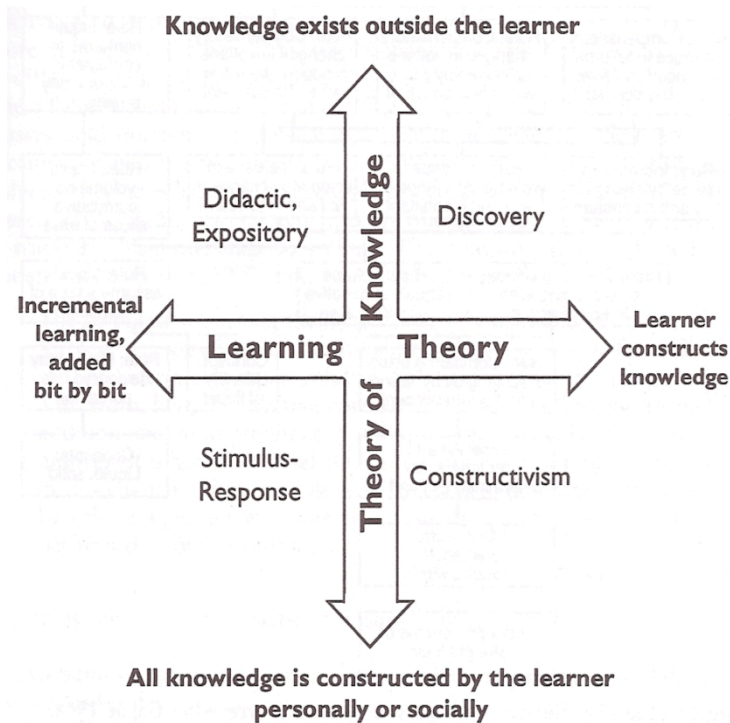 Knowledge exists outside the learner
Didactic,
Expository
Discovery
Theory of Knowledge
Incremental
learning,
added
bit by bit
Learning Theory
Learner
constructs
knowledge
Stimulus-
Response
Constructivism
All knowledge is constructed by the learner
personally or socially